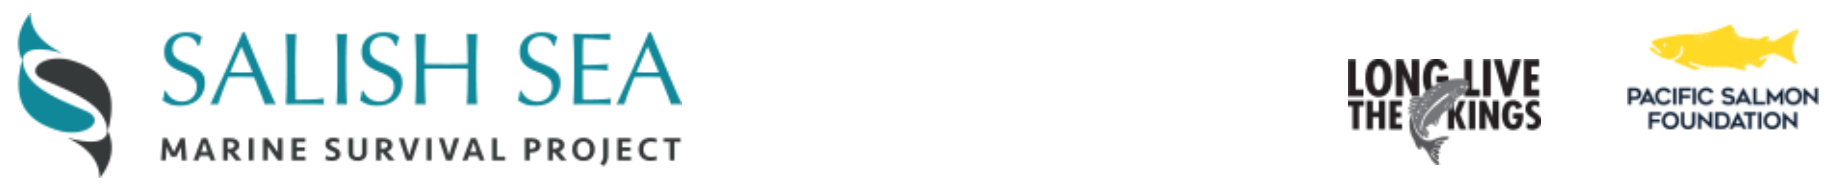 SALISH SEA
MARINE SURVIVAL PROJECT
LONG LIVE
THE KINGS
PACIFIC SALMON
FOUNDATION